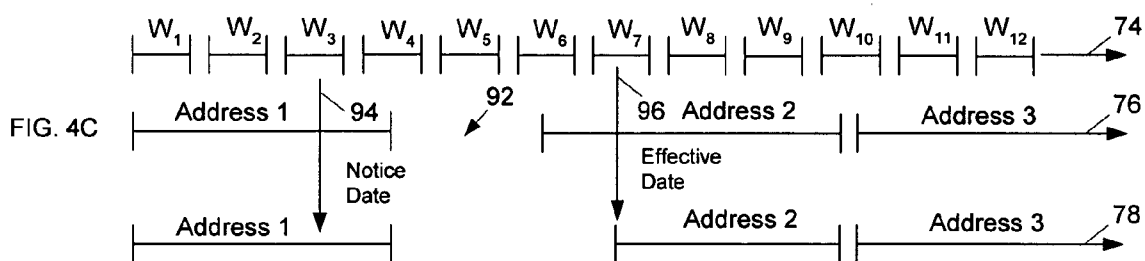 W₁ W₂ W₃ W₄ W₅ W₆ W₇ W₈ W₉ W₁₀ W₁₁ W₁₂ 74
FIG. 4C Address 1 94 92 96 Address 2 Address 3 76
Notice Date Effective Date
Address 1 Address 2 Address 3 78